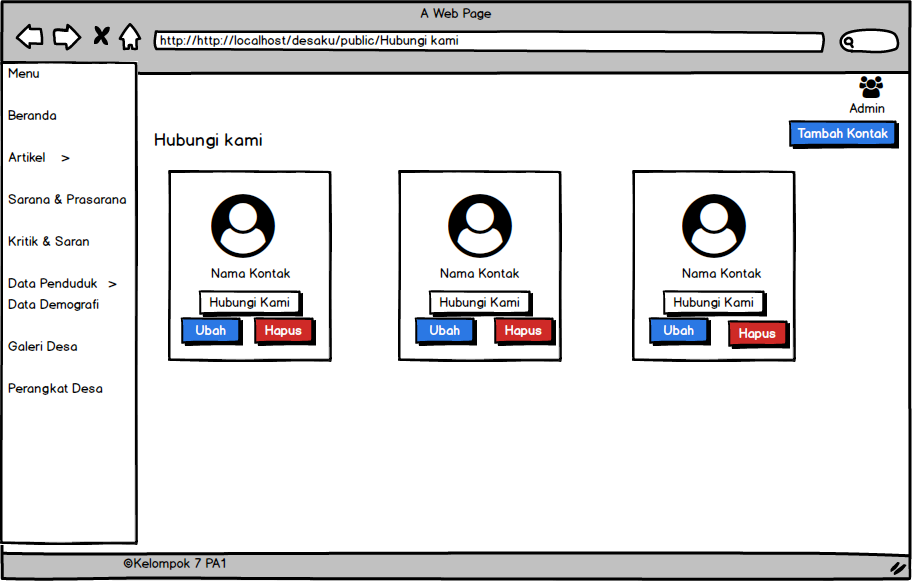 A Web Page
http://http://localhost/desaku/public/Hubungi kami
Menu
Beranda
Artikel >
Sarana & Prasarana
Kritik & Saran
Data Penduduk >
Data Demografi
Galeri Desa
Perangkat Desa
Admin
Tambah Kontak
Hubungi kami
Nama Kontak
Hubungi Kami
Ubah Hapus
Nama Kontak
Hubungi Kami
Ubah Hapus
Nama Kontak
Hubungi Kami
Ubah Hapus
©Kelompok 7 PA1